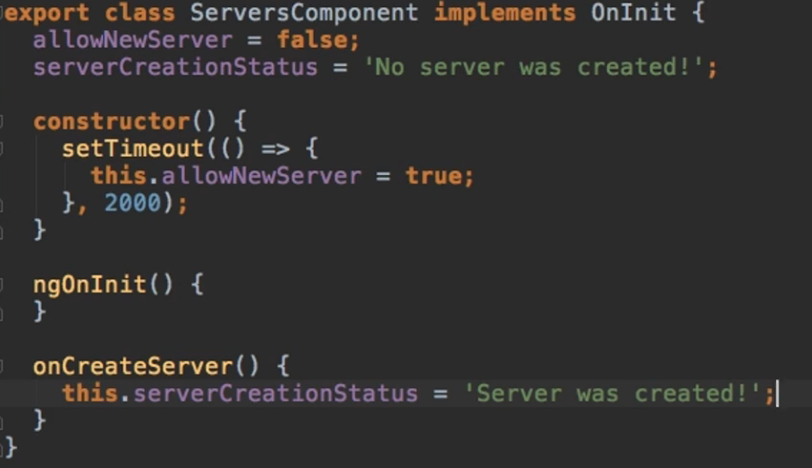 export class ServersComponent implements OnInit {
allowNewServer = false;
serverCreationStatus = 'No server was created!';
constructor() {
setTimeout(() => {
this.allowNewServer = true;
}, 2000);
}
ngOnInit() {
}
onCreateServer() {
this.serverCreationStatus = 'Server was created!';
}
}